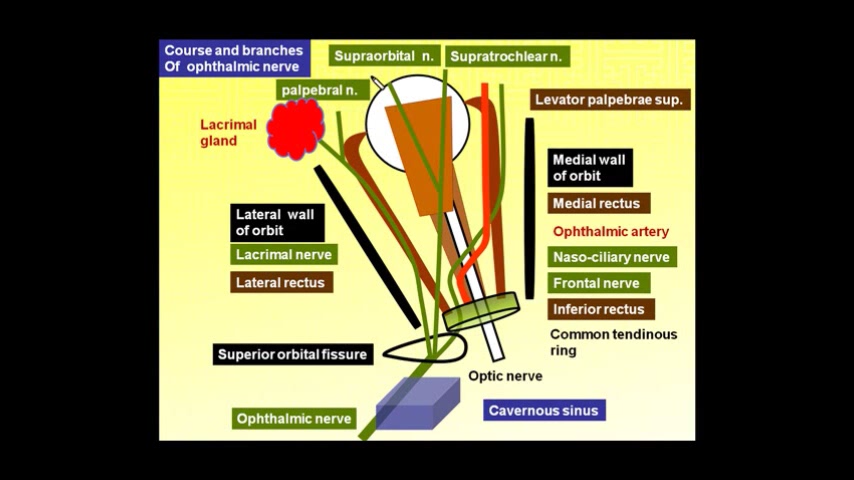 Course and branches
Of ophthalmic nerve
Supraorbital n.
Supratrochlear n.
palpebral n.
Levator palpebrae sup.
Lacrimal
gland
Medial wall
of orbit
Medial rectus
Lateral wall
of orbit
Ophthalmic artery
Lacrimal nerve
Naso-ciliary nerve
Lateral rectus
Frontal nerve
Inferior rectus
Common tendinous
ring
Superior orbital fissure
Optic nerve
Ophthalmic nerve
Cavernous sinus